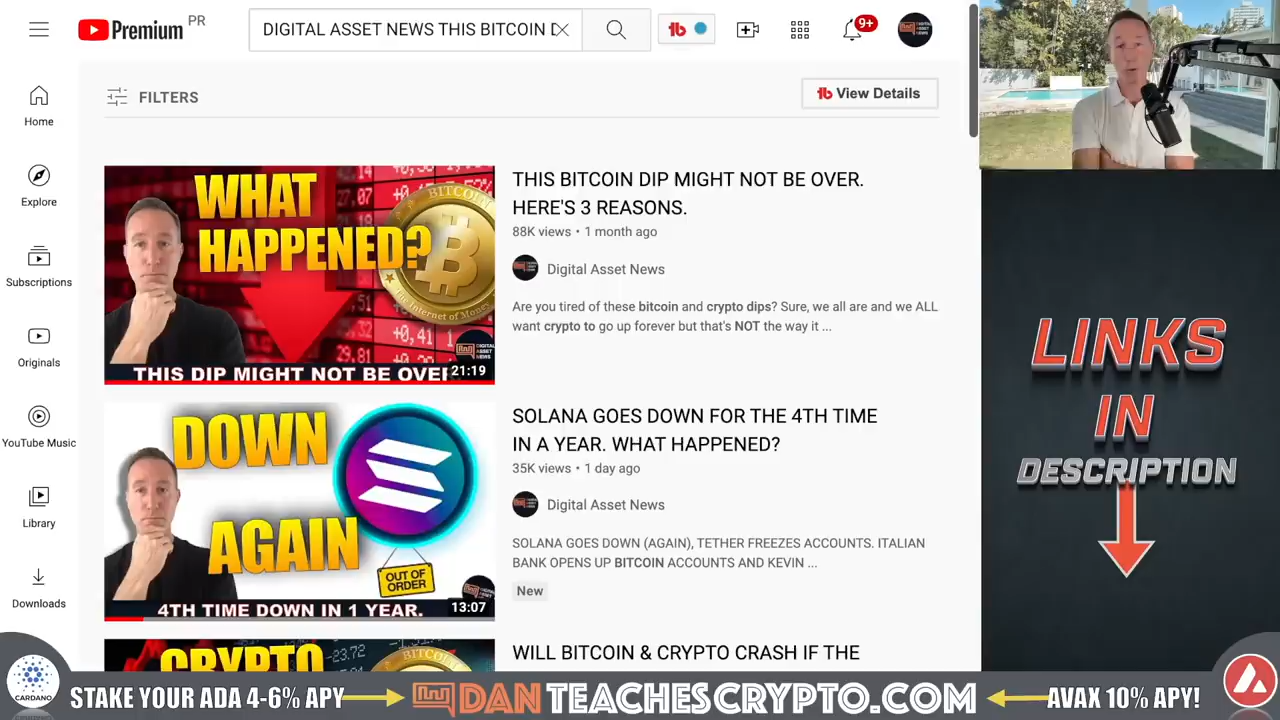 Premium PR
DIGITAL ASSET NEWS THIS BITCOIN
9+
Home
Explore
Subscriptions
Originals
YouTube Music
Library
Downloads
FILTERS
View Details
WHAT
HAPPENED?
BITCOIN
THIS DIP MIGHT NOT BE OVER
21:19
THIS BITCOIN DIP MIGHT NOT BE OVER.
HERE'S 3 REASONS.
88K views • 1 month ago
Digital Asset News
Are you tired of these bitcoin and crypto dips? Sure, we all are and we ALL
want crypto to go up forever but that's NOT the way it ...
DOWN
AGAIN
OUT OF
ORDER
4TH TIME DOWN IN 1 YEAR.
13:07
SOLANA GOES DOWN FOR THE 4TH TIME
IN A YEAR. WHAT HAPPENED?
35K views • 1 day ago
Digital Asset News
SOLANA GOES DOWN (AGAIN), TETHER FREEZES ACCOUNTS. ITALIAN
BANK OPENS UP BITCOIN ACCOUNTS AND KEVIN ...
New
CRYPTO
-23.72
WILL BITCOIN & CRYPTO CRASH IF THE
LINKS
IN
DESCRIPTION
CARDANO
STAKE YOUR ADA 4-6% APY
DANTEACHESCRYPTO.COM
AVAX 10% APY!